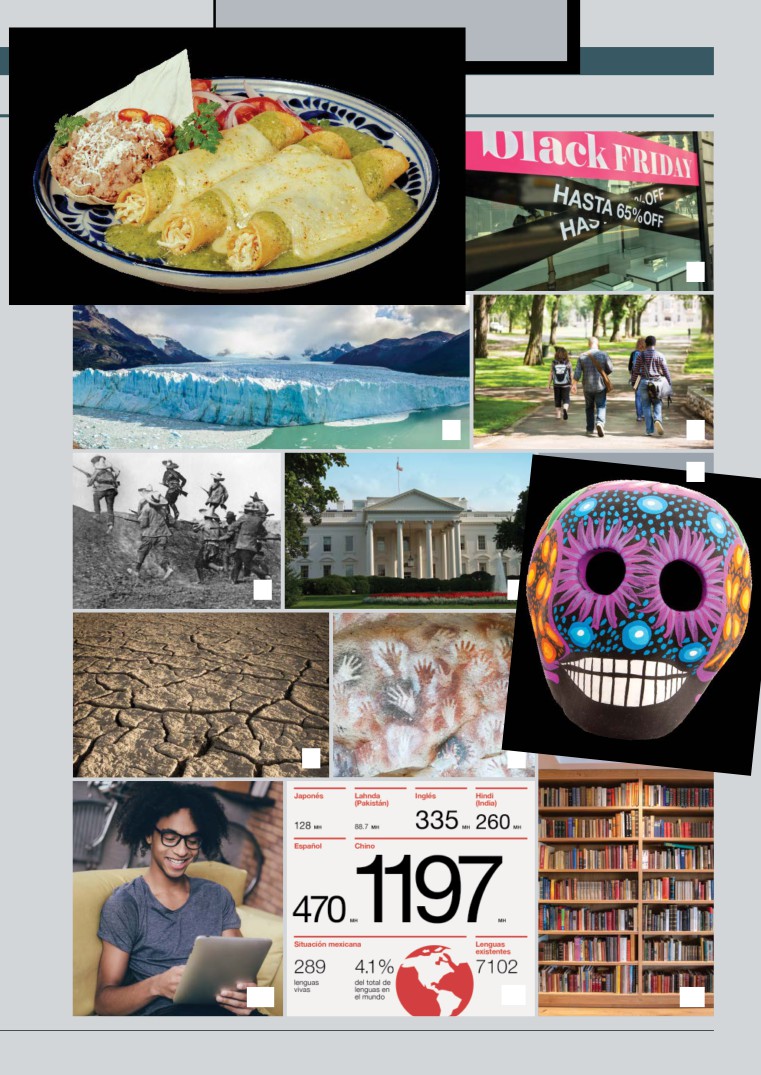 black FRIDAY
%OFF
HASTA 65%OFF
HAS
Japonés
128 MH
Lahnda
(Pakistán)
88.7 MH
Inglés
335 MH
Hindi
(India)
260 MH
Español
470 MH
Chino
1197 MH
Situación mexicana
289
lenguas
vivas
4.1%
del total de
lenguas en
el mundo
Lenguas
existentes
7102